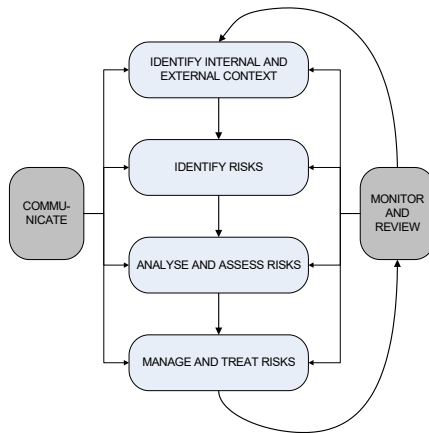 IDENTIFY INTERNAL AND
EXTERNAL CONTEXT
IDENTIFY RISKS
COMMU-
NICATE
MONITOR
AND
REVIEW
ANALYSE AND ASSESS RISKS
MANAGE AND TREAT RISKS